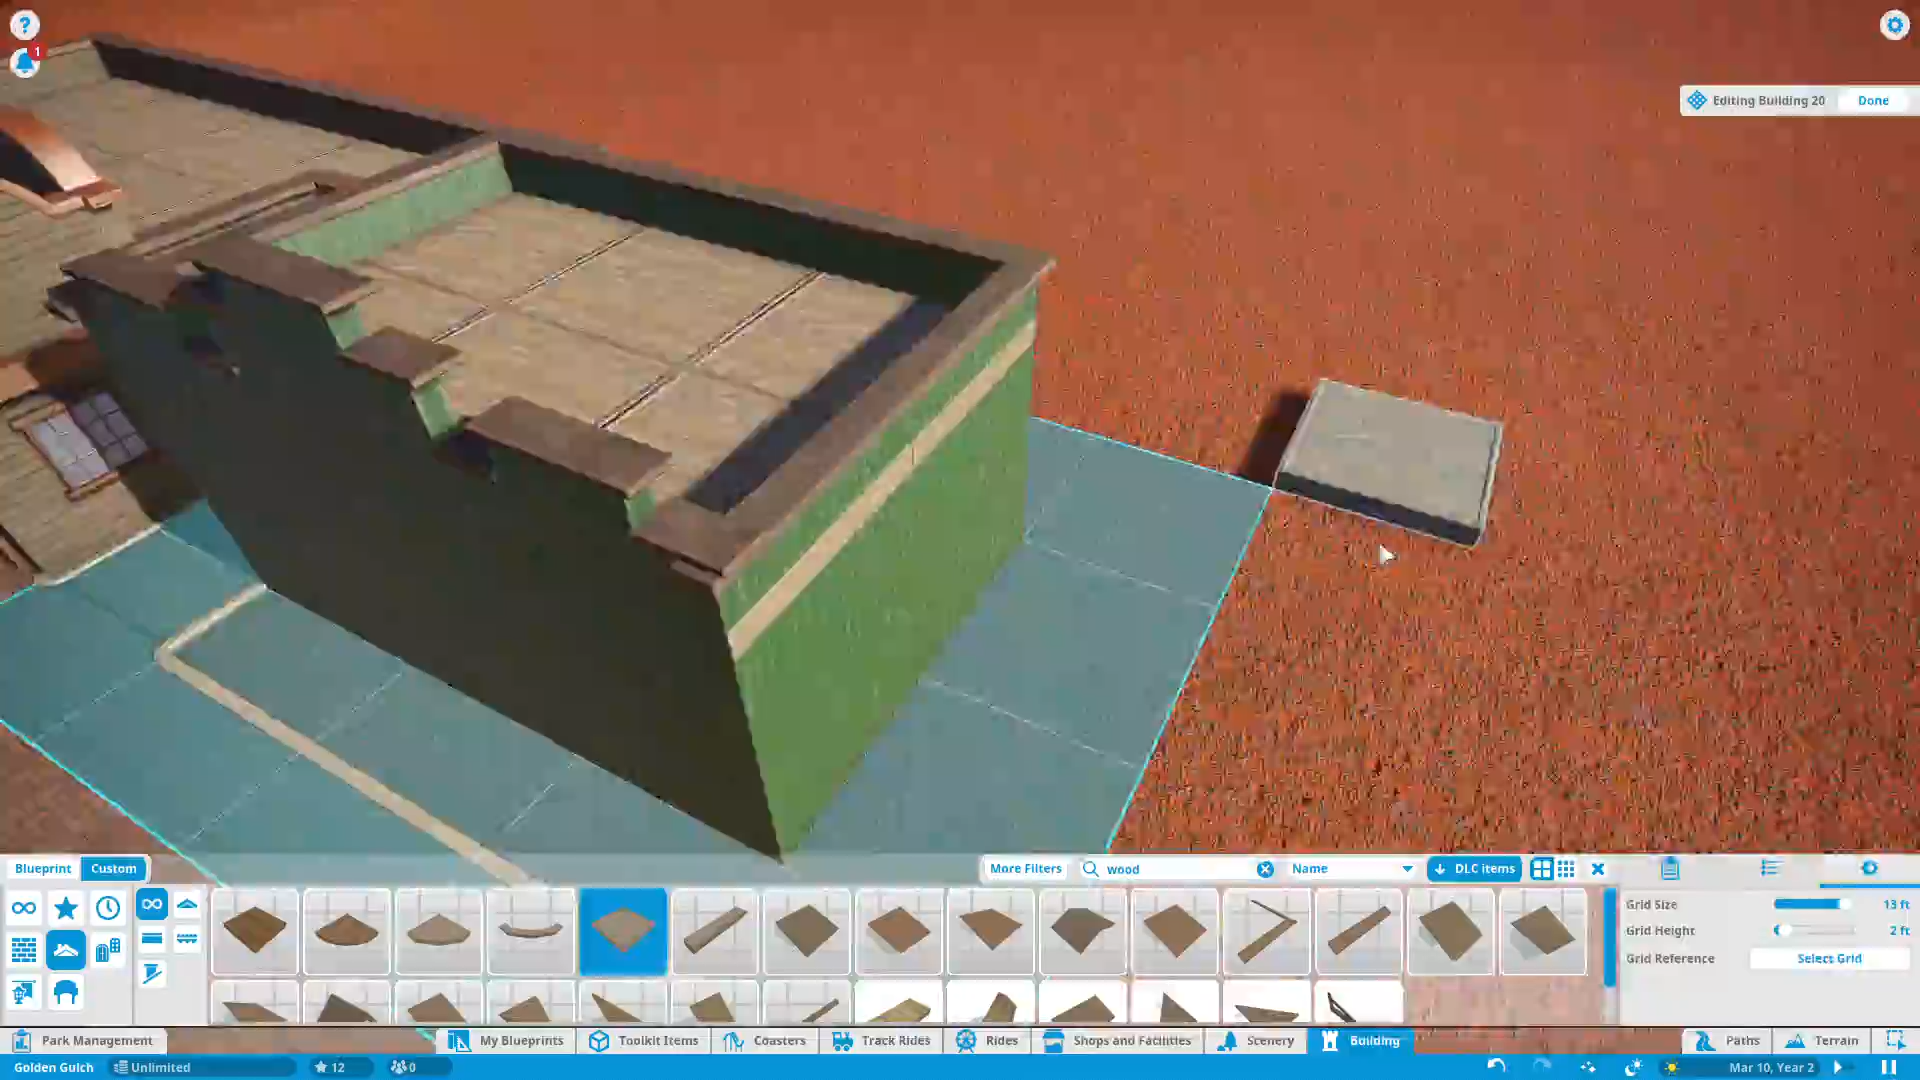 ?
1
Editing Building 20 Done
Blueprint Custom
More Filters wood Name DLC items
Grid Size 13 ft
Grid Height 2 ft
Grid Reference Select Grid
Park Management My Blueprints Toolkit Items Coasters Track Rides Rides Shops and Facilities Scenery Building Paths Terrain
Golden Gulch Unlimited 12 0 Mar 10, Year 2